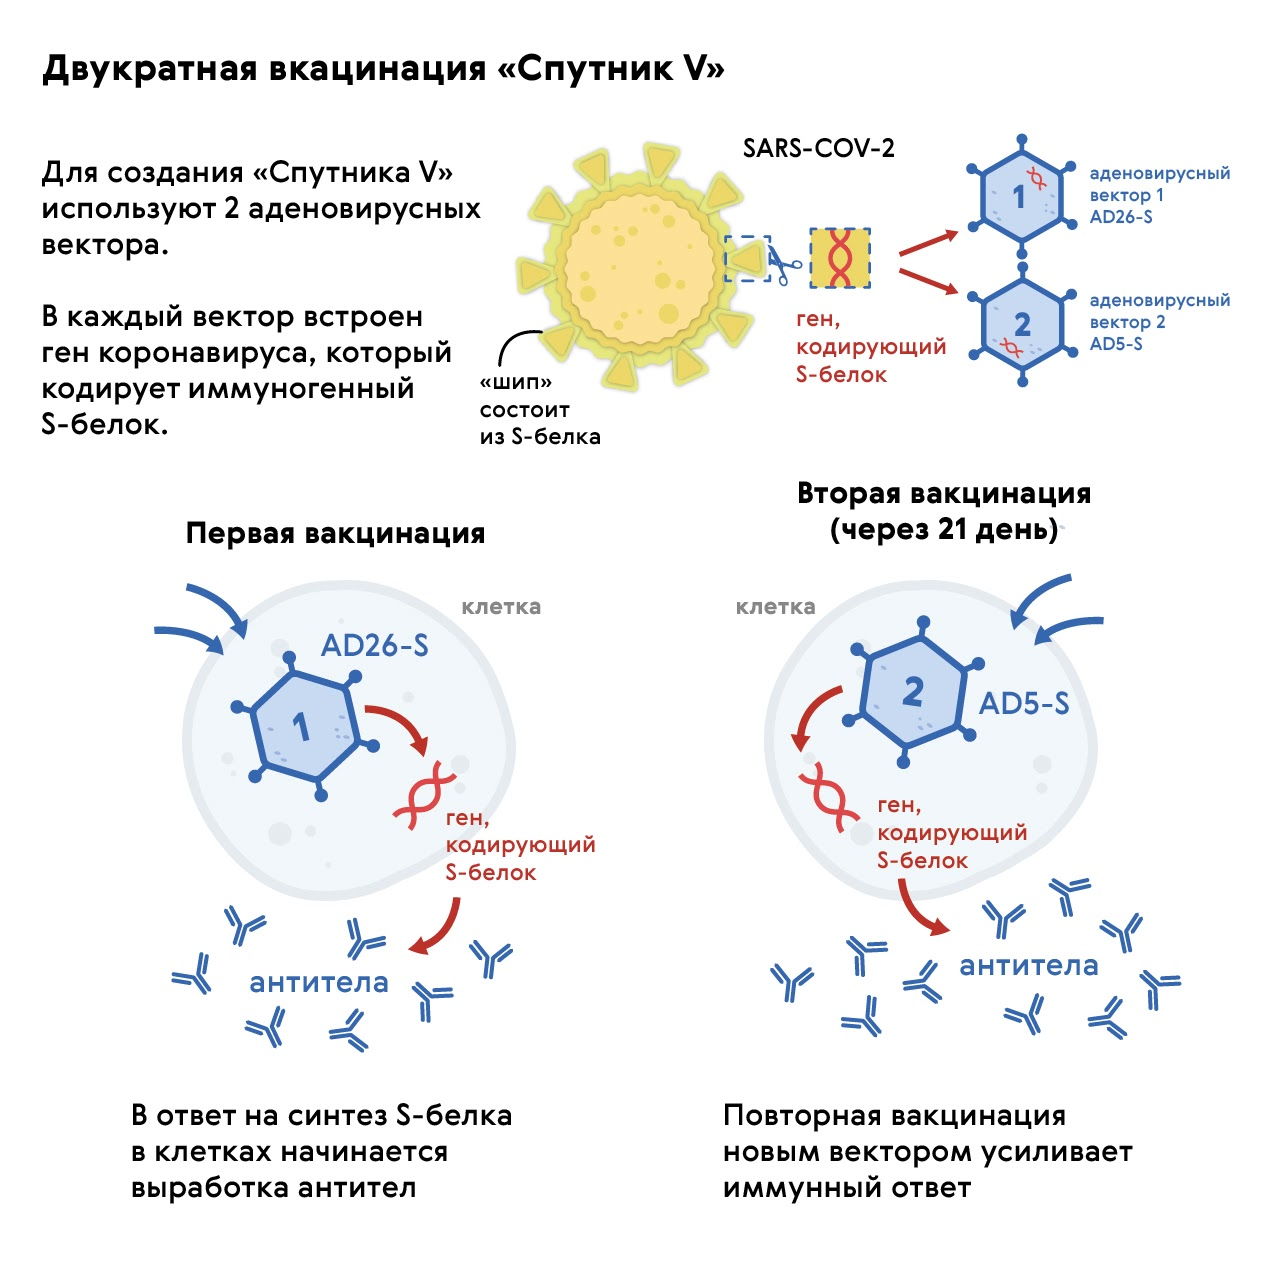 Двукратная вкацинация «Спутник V»
Для создания «Спутника V»
используют 2 аденовирусных
вектора.
В каждый вектор встроен
ген коронавируса, который
кодирует иммуногенный
S-белок.
SARS-COV-2
«шип»
состоит
из S-белка
ген,
кодирующий
S-белок
1
аденовирусный
вектор 1
AD26-S
2
аденовирусный
вектор 2
AD5-S
Первая вакцинация
клетка
AD26-S
1
ген,
кодирующий
S-белок
антитела
В ответ на синтез S-белка
в клетках начинается
выработка антител
Вторая вакцинация
(через 21 день)
клетка
2
AD5-S
ген,
кодирующий
S-белок
антитела
Повторная вакцинация
новым вектором усиливает
иммунный ответ